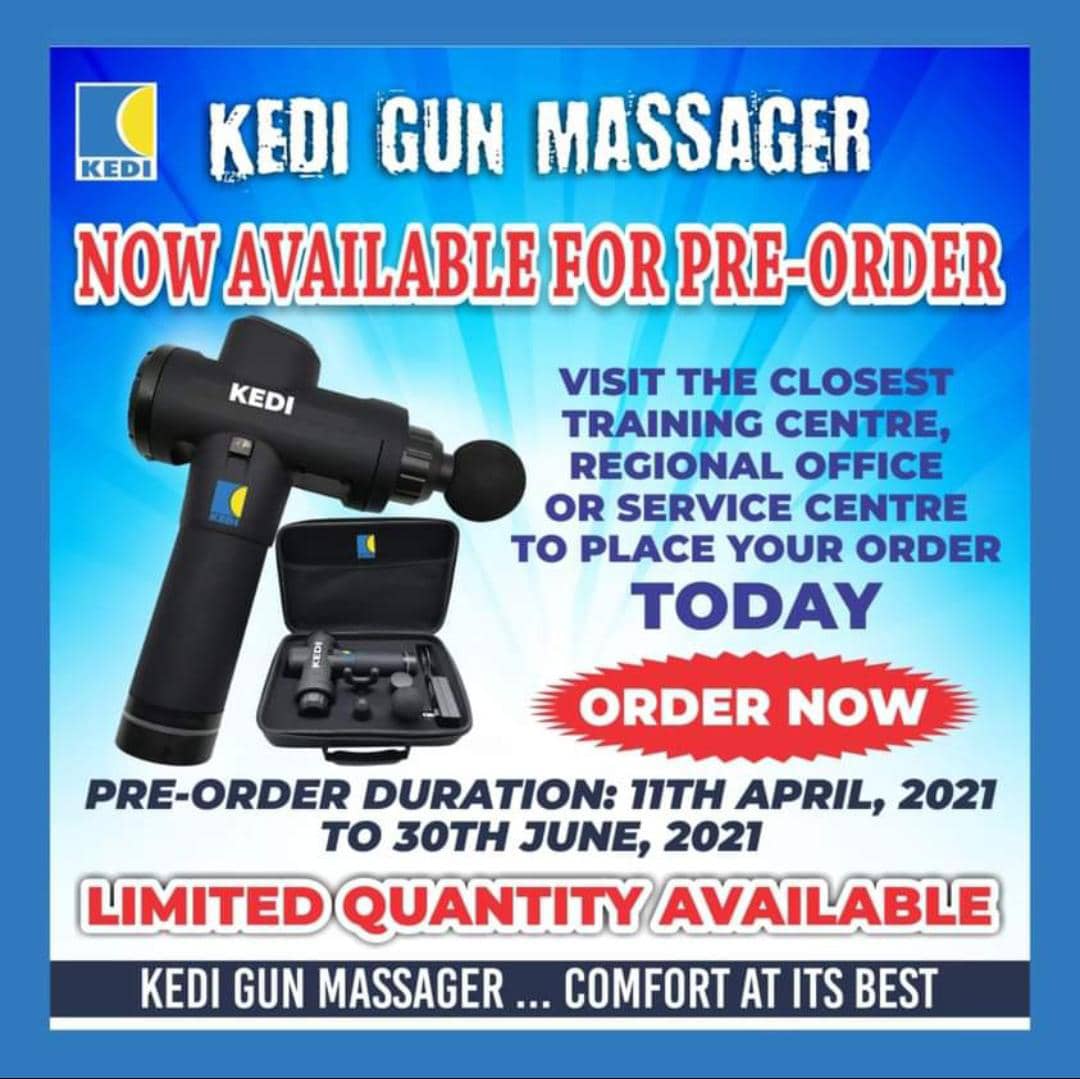 KEDI
KEDI GUN MASSAGER
NOW AVAILABLE FOR PRE-ORDER
KEDI
KEDI
KEDI
VISIT THE CLOSEST
TRAINING CENTRE,
REGIONAL OFFICE
OR SERVICE CENTRE
TO PLACE YOUR ORDER
TODAY
ORDER NOW
PRE-ORDER DURATION: 11TH APRIL, 2021
TO 30TH JUNE, 2021
LIMITED QUANTITY AVAILABLE
KEDI GUN MASSAGER ... COMFORT AT ITS BEST